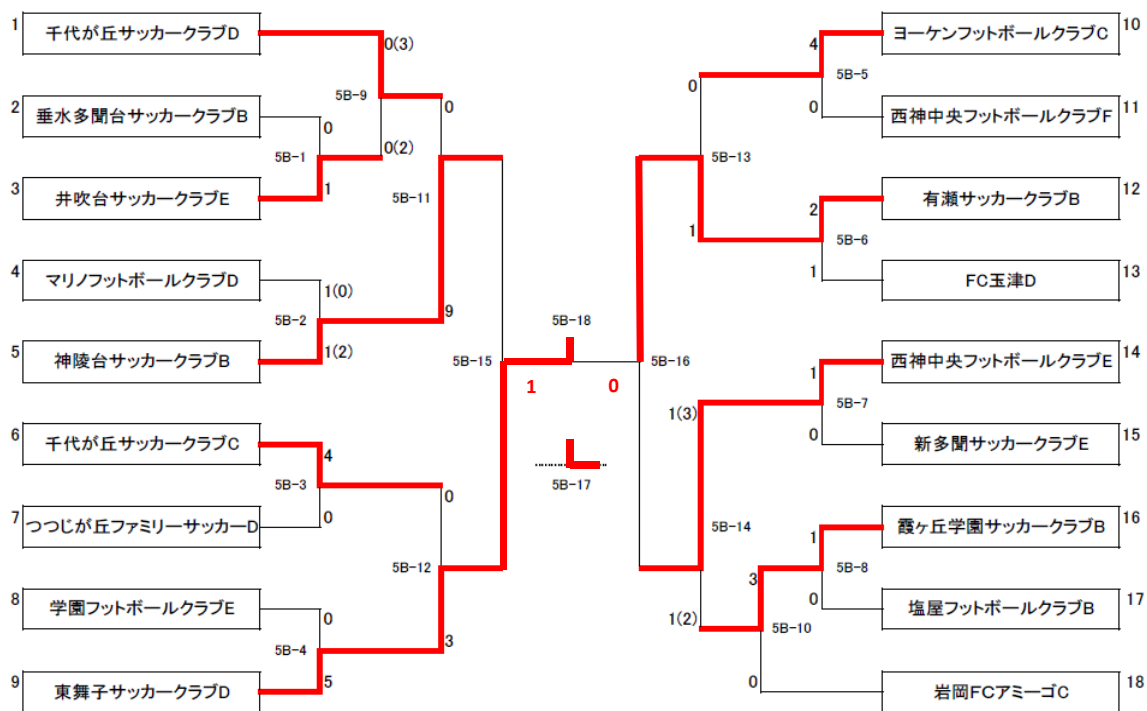 1 千代が丘サッカークラブD
0(3)
5B-9
0
2 垂水多聞台サッカークラブB
0
0(2)
5B-1
3 井吹台サッカークラブE
1
5B-11
4 マリノフットボールクラブD
1(0)
5B-2
9
5 神陵台サッカークラブB
1(2)
5B-15
6 千代が丘サッカークラブC
4
5B-3
0
7 つつじが丘ファミリーサッカーD
0
5B-12
8 学園フットボールクラブE
0
5B-4
3
9 東舞子サッカークラブD
5
5B-18
1 0
5B-17
ヨーケンフットボールクラブC 10
4
5B-5
0
西神中央フットボールクラブF 11
0
5B-13
有瀬サッカークラブB 12
2
5B-6
1
FC玉津D 13
1
5B-16
西神中央フットボールクラブE 14
1
5B-7
1(3)
新多聞サッカークラブE 15
0
5B-14
霞ヶ丘学園サッカークラブB 16
1
5B-8
3
塩屋フットボールクラブB 17
0
1(2)
5B-10
岩岡FCアミーゴC 18
0